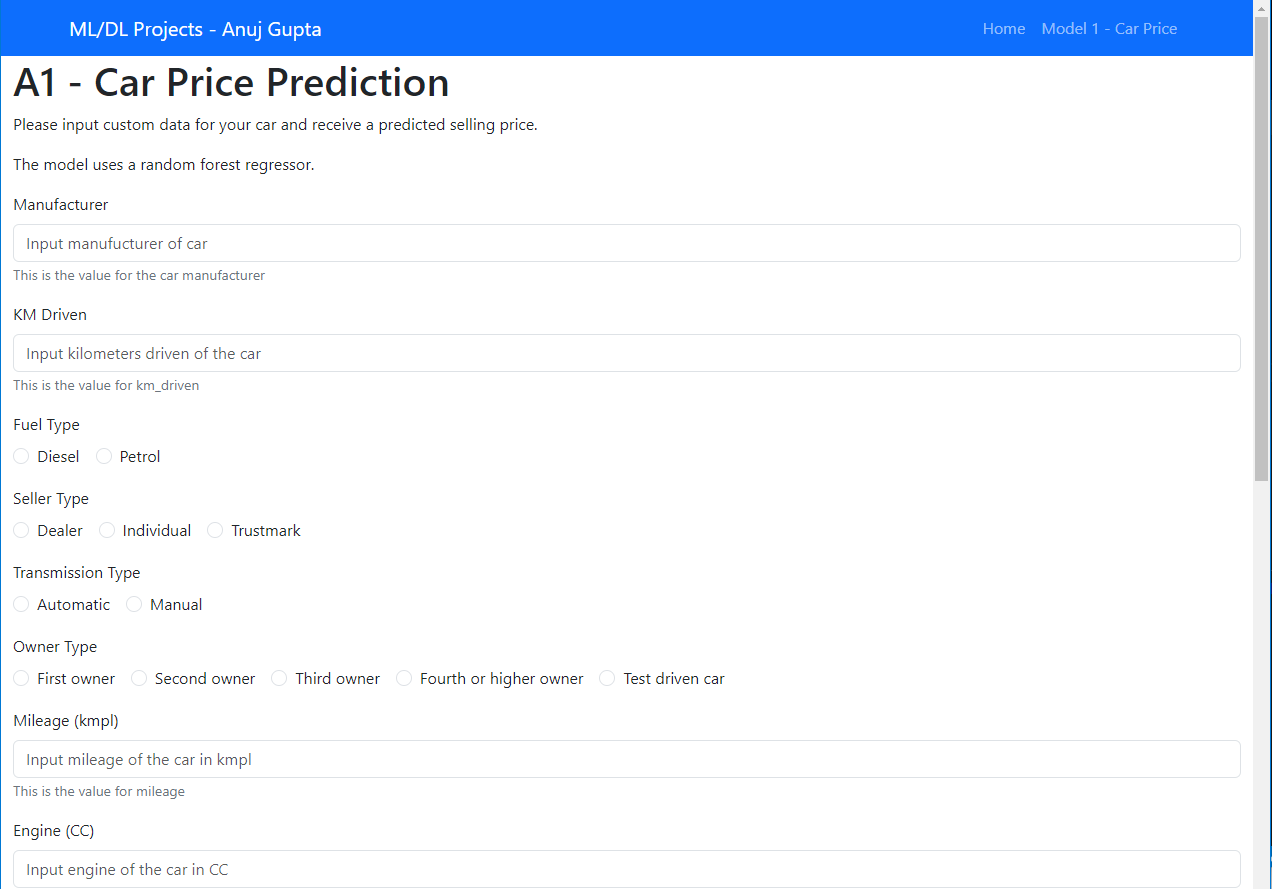 ML/DL Projects - Anuj Gupta Home Model 1 - Car Price
A1 - Car Price Prediction
Please input custom data for your car and receive a predicted selling price.
The model uses a random forest regressor.
Manufacturer
Input manufucturer of car
This is the value for the car manufacturer
KM Driven
Input kilometers driven of the car
This is the value for km_driven
Fuel Type
Diesel Petrol
Seller Type
Dealer Individual Trustmark
Transmission Type
Automatic Manual
Owner Type
First owner Second owner Third owner Fourth or higher owner Test driven car
Mileage (kmpl)
Input mileage of the car in kmpl
This is the value for mileage
Engine (CC)
Input engine of the car in CC